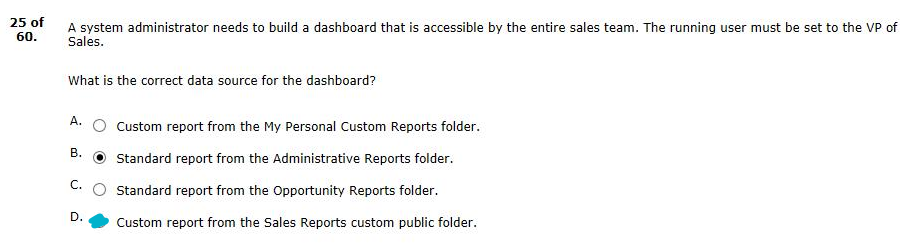 25 of
60.
A system administrator needs to build a dashboard that is accessible by the entire sales team. The running user must be set to the VP of
Sales.
What is the correct data source for the dashboard?
A. Custom report from the My Personal Custom Reports folder.
B. Standard report from the Administrative Reports folder.
C. Standard report from the Opportunity Reports folder.
D. Custom report from the Sales Reports custom public folder.